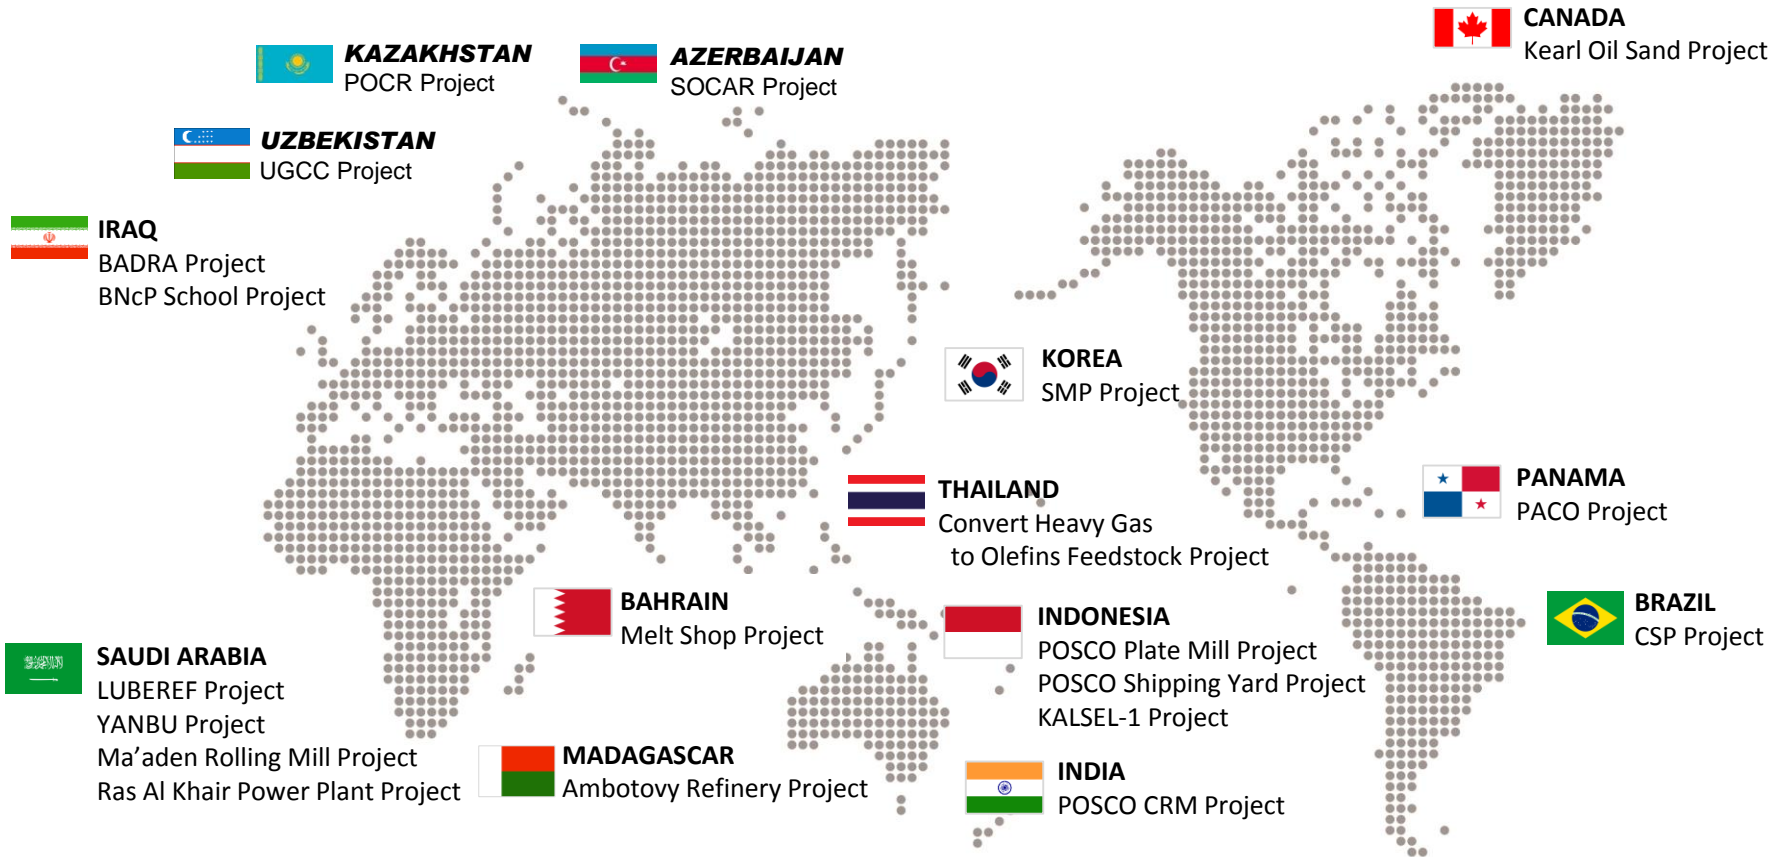 CANADA
Kearl Oil Sand Project
KAZAKHSTAN
POCR Project
AZERBAIJAN
SOCAR Project
UZBEKISTAN
UGCC Project
IRAQ
BADRA Project
BNcP School Project
KOREA
SMP Project
THAILAND
Convert Heavy Gas
to Olefins Feedstock Project
PANAMA
PACO Project
BAHRAIN
Melt Shop Project
INDONESIA
POSCO Plate Mill Project
POSCO Shipping Yard Project
KALSEL-1 Project
BRAZIL
CSP Project
SAUDI ARABIA
LUBEREF Project
YANBU Project
Ma’aden Rolling Mill Project
Ras Al Khair Power Plant Project
MADAGASCAR
Ambotovy Refinery Project
INDIA
POSCO CRM Project